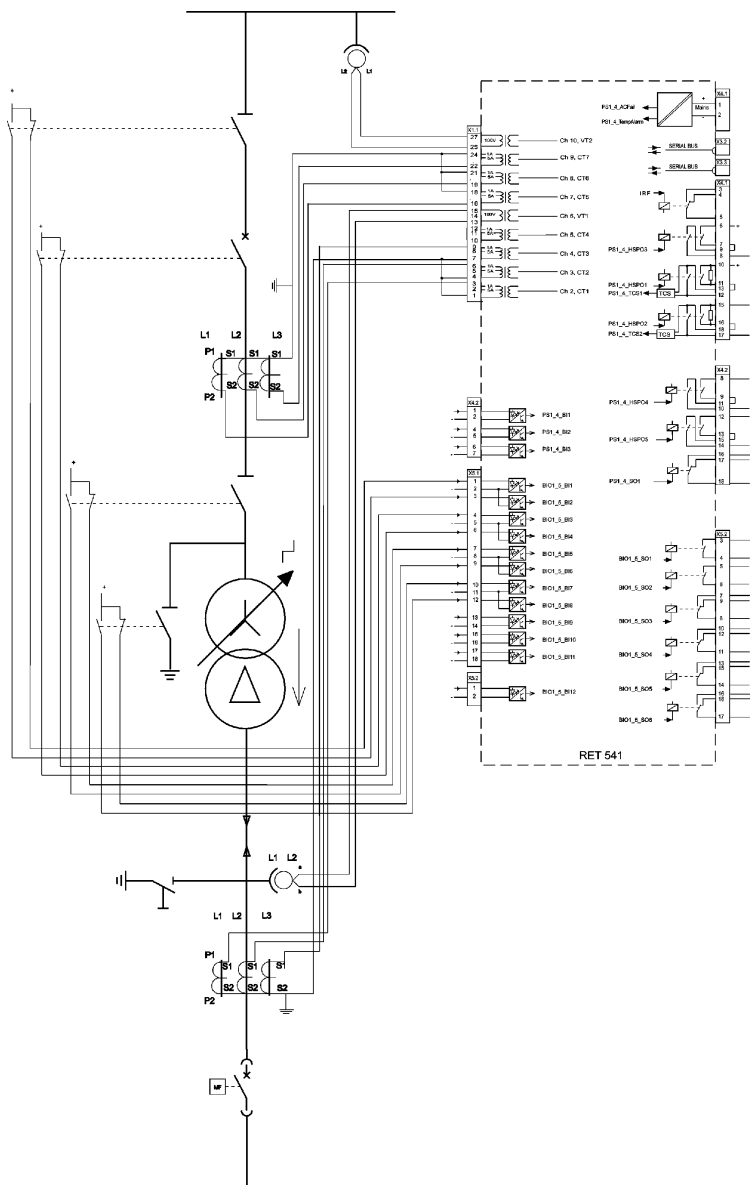 L2 L1
X1.1
27
25
24
22
21
19
18
16
15
14
13
12
10
9
8
7
6
5
4
3
2
1
100V
1A
5A
1A
5A
1A
5A
100V
1A
5A
1A
5A
1A
5A
1A
5A
Ch 10, VT2
Ch 9, CT7
Ch 8, CT6
Ch 7, CT5
Ch 6, VT1
Ch 5, CT4
Ch 4, CT3
Ch 3, CT2
Ch 2, CT1
PS1_4_ACFail
PS1_4_TempAlarm
+
Mains
-
X4.1
1
2
SERIAL BUS
X3.2
SERIAL BUS
X3.3
X4.1
IRF
3
4
5
PS1_4_HSPO3
6
7
9
8
PS1_4_HSPO1
PS1_4_TCS1
TCS
10
11
13
12
PS1_4_HSPO2
PS1_4_TCS2
TCS
15
16
18
17
X4.2
PS1_4_HSPO4
8
9
11
10
PS1_4_HSPO5
12
13
15
14
PS1_4_SO1
16
17
18
L1 L2 L3
P1 S1 S1 S1
P2 S2 S2 S2
X4.2
1
2
4
5
6
7
PS1_4_BI1
PS1_4_BI2
PS1_4_BI3
X5.1
1
2
3
4
5
6
7
8
9
10
11
12
13
14
15
16
17
18
BIO1_5_BI1
BIO1_5_BI2
BIO1_5_BI3
BIO1_5_BI4
BIO1_5_BI5
BIO1_5_BI6
BIO1_5_BI7
BIO1_5_BI8
BIO1_5_BI9
BIO1_5_BI10
BIO1_5_BI11
X5.2
1
2
BIO1_5_BI12
X5.2
BIO1_5_SO1
3
4
BIO1_5_SO2
5
6
BIO1_5_SO3
7
9
8
BIO1_5_SO4
10
12
11
BIO1_5_SO5
13
15
14
BIO1_5_SO6
16
18
17
RET 541
L1 L2
L1 L2 L3
P1 S1 S1 S1
P2 S2 S2 S2
MF